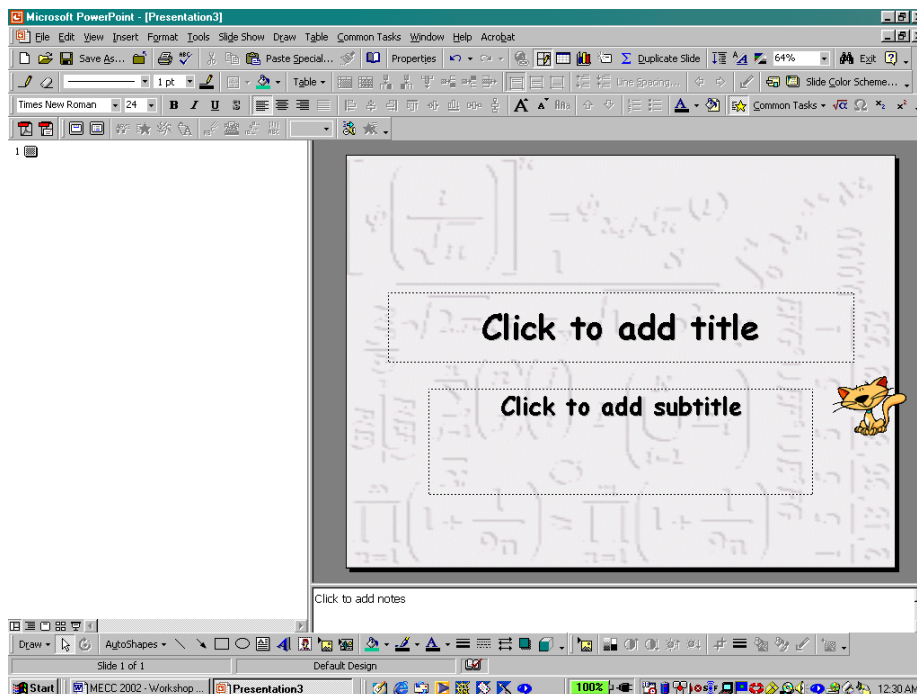 Microsoft PowerPoint - [Presentation3]
File Edit View Insert Format Tools Slide Show Draw Table Common Tasks Window Help Acrobat
Save As... Paste Special... Properties Duplicate Slide 64% Exit
1 pt Table Line Spacing... Slide Color Scheme...
Times New Roman 24 B I U S A A A Common Tasks
1
Click to add title
Click to add subtitle
Click to add notes
Draw AutoShapes A
Slide 1 of 1 Default Design
Start MECC 2002 - Workshop ... Presentation3 100% 12:30 AM